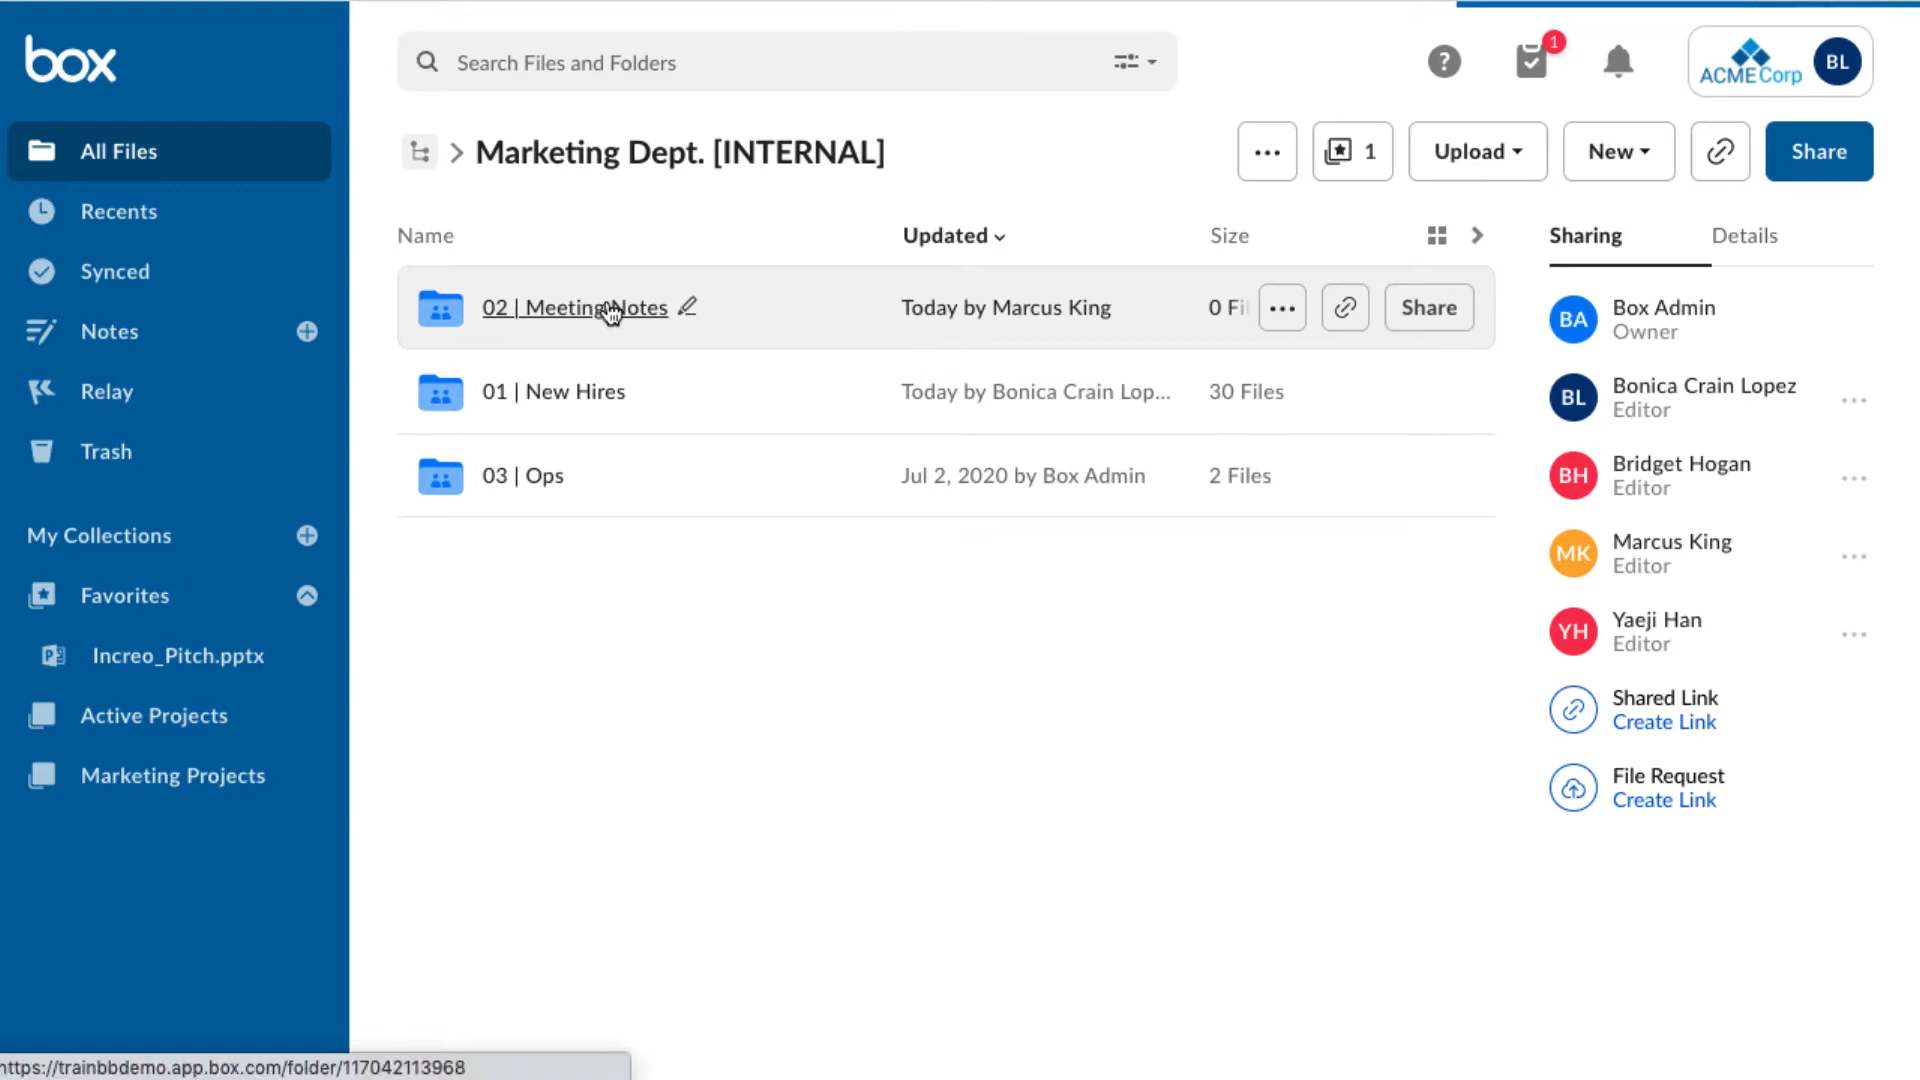 box
All Files
Recents
Synced
Notes
Relay
Trash
My Collections
Favorites
Increo_Pitch.pptx
Active Projects
Marketing Projects
Search Files and Folders
1
ACME Corp
BL
Marketing Dept. [INTERNAL]
1
Upload
New
Share
Name Updated Size
02 | Meeting Notes Today by Marcus King 0 Fi Share
01 | New Hires Today by Bonica Crain Lop... 30 Files
03 | Ops Jul 2, 2020 by Box Admin 2 Files
Sharing Details
BA Box Admin
Owner
BL Bonica Crain Lopez
Editor
BH Bridget Hogan
Editor
MK Marcus King
Editor
YH Yaeji Han
Editor
Shared Link
Create Link
File Request
Create Link
https://trainbbdemo.app.box.com/folder/117042113968